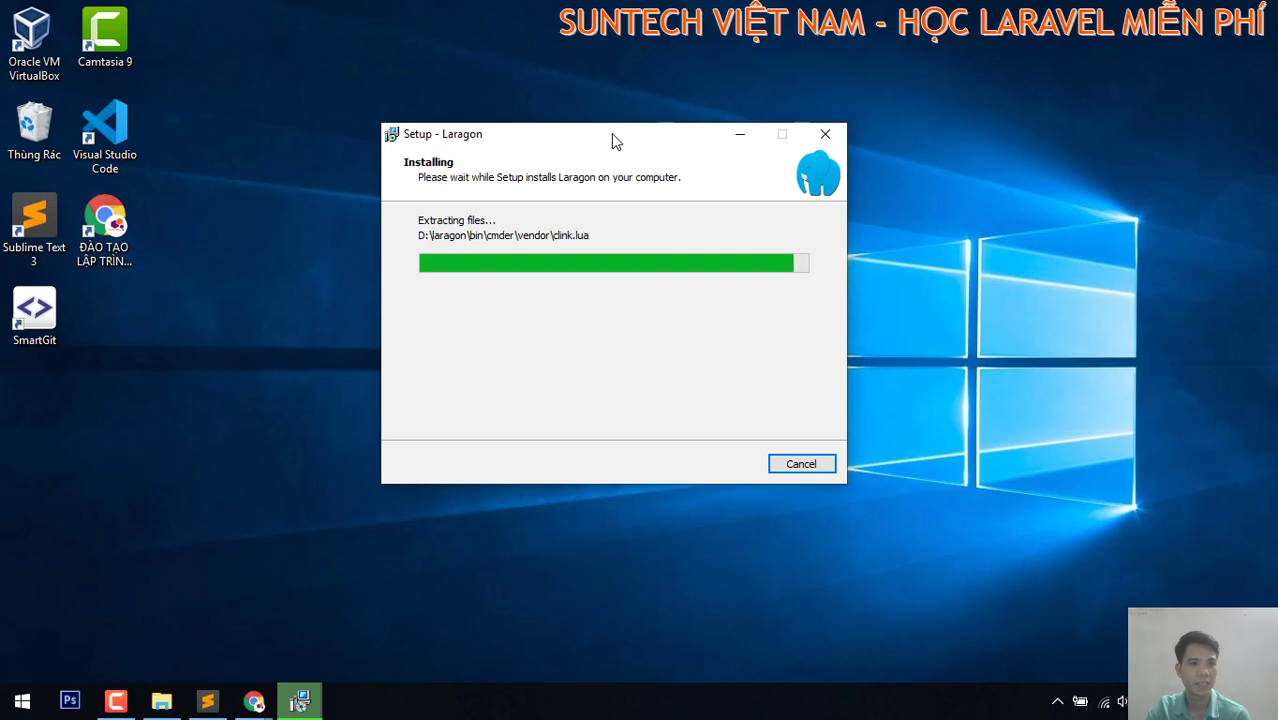 SUNTECH VIỆT NAM - HỌC LARAVEL MIỄN PHÍ
Oracle VM
VirtualBox
Camtasia 9
Thùng Rác
Visual Studio
Code
Sublime Text
3
ĐÀO TẠO
LẬP TRÌN...
SmartGit
Setup - Laragon
Installing
Please wait while Setup installs Laragon on your computer.
Extracting files...
D:\laragon\bin\cmder\vendor\clink.lua
Cancel
Ps